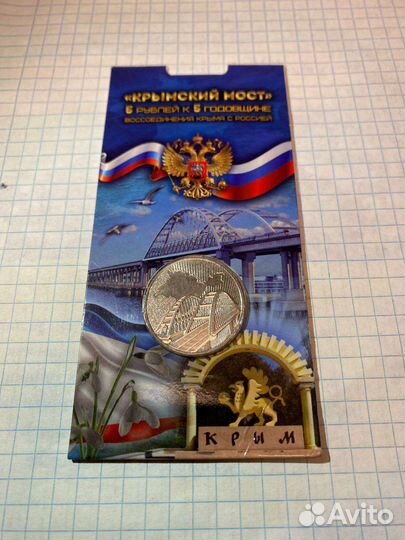 «КРЫМСКИЙ МОСТ»
5 РУБЛЕЙ К 5 ГОДОВЩИНЕ
ВОССОЕДИНЕНИЯ КРЫМА С РОССИЕЙ
КРЫМ
Avito